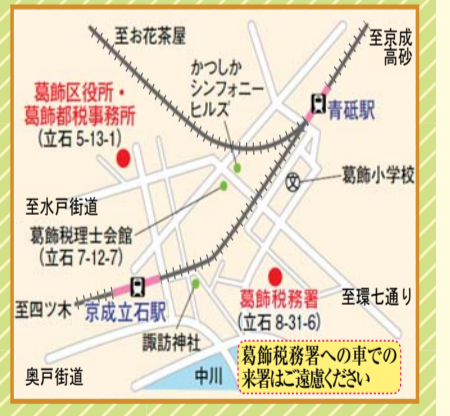 至お花茶屋
至京成
高砂
かつしか
シンフォニー
ヒルズ
葛飾区役所・
葛飾都税事務所
(立石 5-13-1)
青砥駅
文
葛飾小学校
至水戸街道
葛飾税理士会館
(立石 7-12-7)
至四ツ木
京成立石駅
葛飾税務署
(立石 8-31-6)
至環七通り
諏訪神社
奥戸街道
中川
葛飾税務署への車での
来署はご遠慮ください